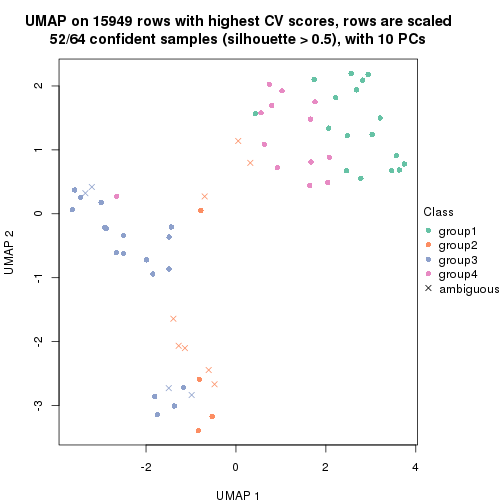 UMAP on 15949 rows with highest CV scores, rows are scaled
52/64 confident samples (silhouette > 0.5), with 10 PCs
2
1
0
-1
-2
-3
UMAP 2
-2
0
2
4
UMAP 1
Class
group1
group2
group3
group4
ambiguous